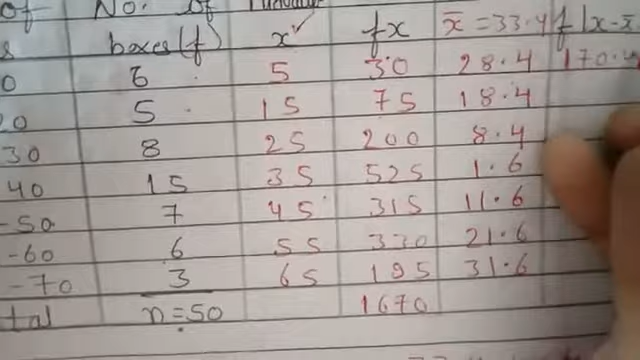 of No. of x̄ = 33.4 f|x-x̄
s boxes(f) x fx
0 6 5 30 28.4 170.4
20 5 15 75 18.4
30 8 25 200 8.4
40 15 35 525 1.6
-50 7 45 315 11.6
-60 6 55 330 21.6
-70 3 65 195 31.6
tal n=50 1670